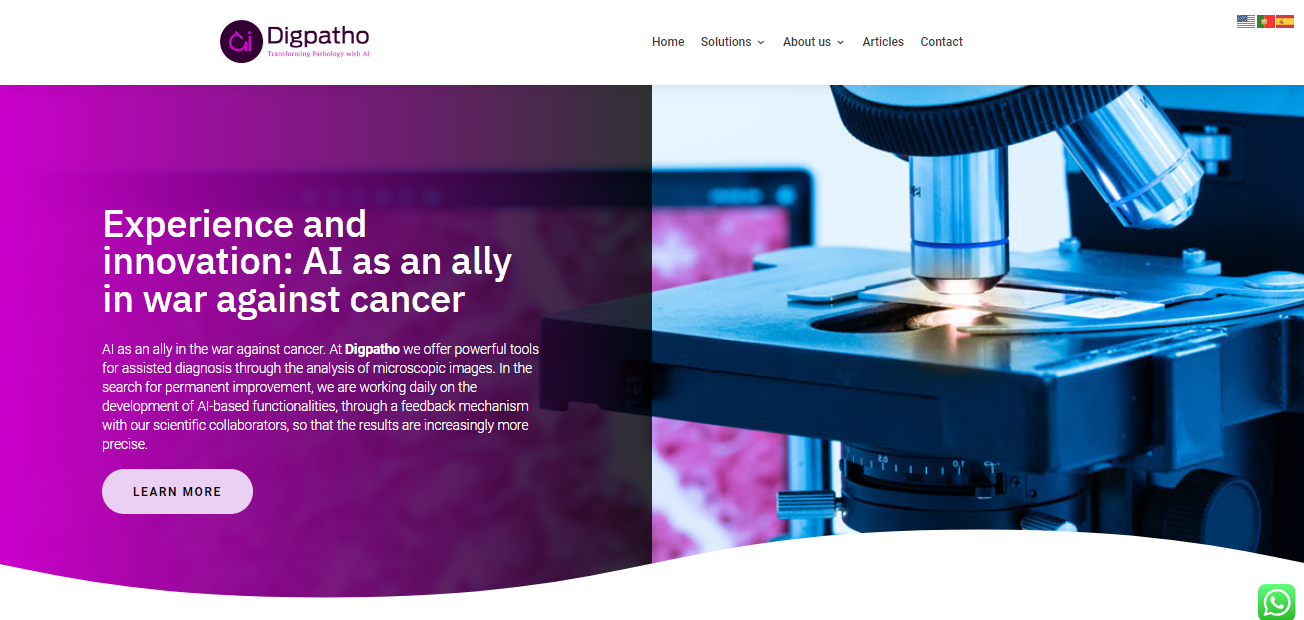 Digpatho
Transforming Pathology with AI
Home Solutions About us Articles Contact
Experience and
innovation: AI as an ally
in war against cancer
AI as an ally in the war against cancer. At Digpatho we offer powerful tools
for assisted diagnosis through the analysis of microscopic images. In the
search for permanent improvement, we are working daily on the
development of AI-based functionalities, through a feedback mechanism
with our scientific collaborators, so that the results are increasingly more
precise.
LEARN MORE